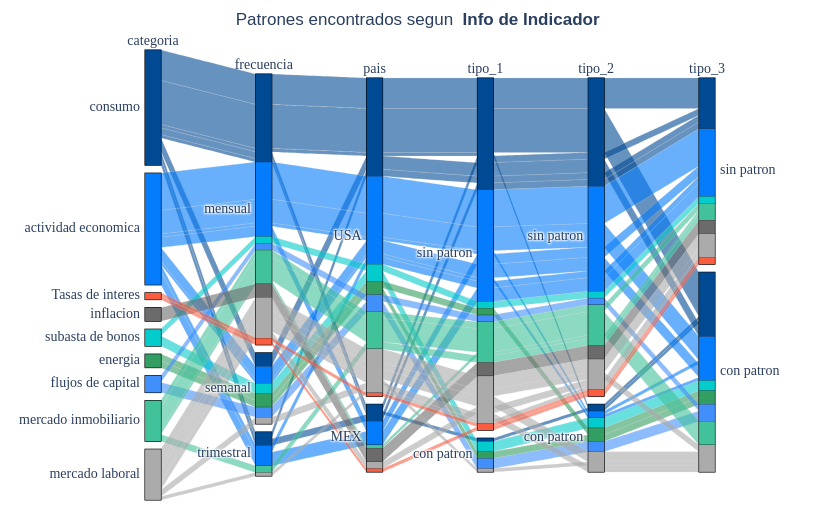 Patrones encontrados segun  Info de Indicador
categoria
frecuencia
pais
tipo_1
tipo_2
tipo_3
consumo
actividad economica
Tasas de interes
inflacion
subasta de bonos
energia
flujos de capital
mercado inmobiliario
mercado laboral
mensual
semanal
trimestral
USA
MEX
sin patron
con patron
sin patron
con patron
sin patron
con patron